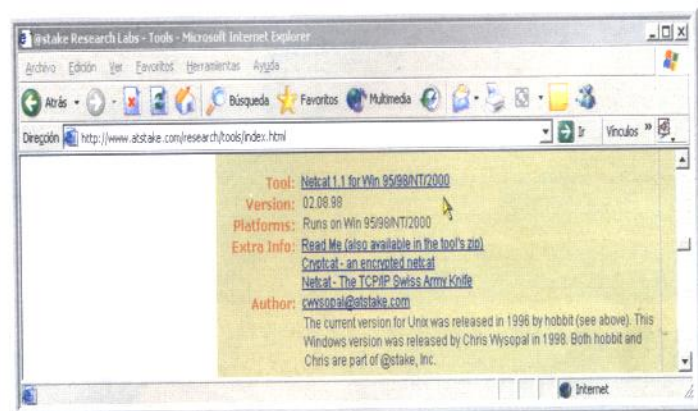 @stake Research Labs - Tools - Microsoft Internet Explorer
Archivo Edición Ver Favoritos Herramientas Ayuda
Atrás Búsqueda Favoritos Multimedia
Dirección http://www.atstake.com/research/tools/index.html Ir Vínculos »
Tool: Netcat 1.1 for Win 95/98/NT/2000
Version: 02.08.98
Platforms: Runs on Win 95/98/NT/2000
Extra Info: Read Me (also available in the tool's zip)
Cryptcat - an encrypted netcat
Netcat - The TCP/IP Swiss Army Knife
Author: cwysopal@atstake.com
The current version for Unix was released in 1996 by hobbit (see above). This
Windows version was released by Chris Wysopal in 1998. Both hobbit and
Chris are part of @stake, Inc.
Internet